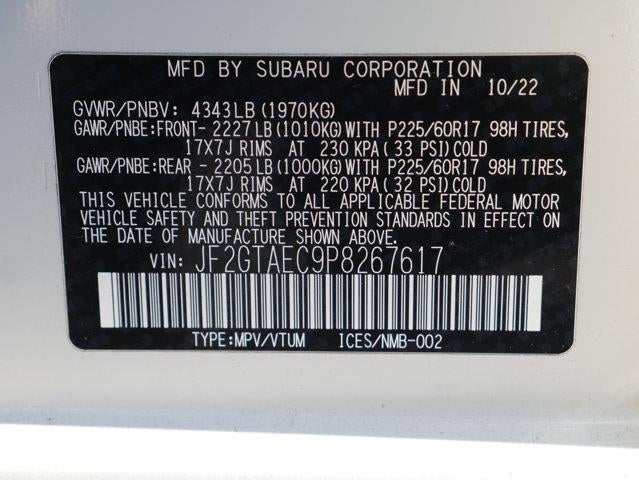 MFD BY SUBARU CORPORATION
MFD IN 10/22
GVWR/PNBV: 4343LB(1970KG)
GAWR/PNBE:FRONT- 2227LB(1010KG)WITH P225/60R17 98H TIRES,
17X7J RIMS AT 230 KPA(33 PSI)COLD
GAWR/PNBE:REAR - 2205LB(1000KG)WITH P225/60R17 98H TIRES,
17X7J RIMS AT 220 KPA(32 PSI)COLD
THIS VEHICLE CONFORMS TO ALL APPLICABLE FEDERAL MOTOR
VEHICLE SAFETY AND THEFT PREVENTION STANDARDS IN EFFECT ON
THE DATE OF MANUFACTURE SHOWN ABOVE.
VIN: JF2GTAEC9P8267617
TYPE:MPV/VTUM ICES/NMB-002